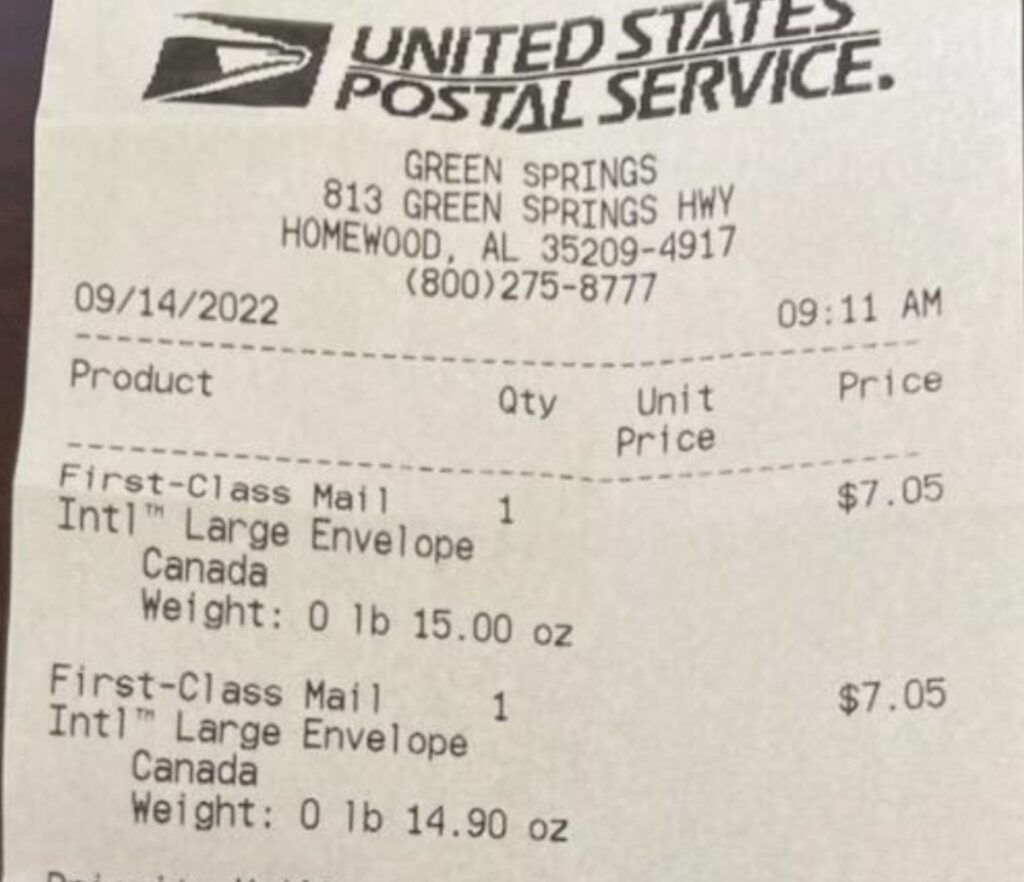 UNITED STATES
POSTAL SERVICE.
GREEN SPRINGS
813 GREEN SPRINGS HWY
HOMEWOOD, AL 35209-4917
(800)275-8777
09/14/2022 09:11 AM
Product Qty Unit Price
Price
First-Class Mail 1 $7.05
Intl™ Large Envelope
Canada
Weight: 0 lb 15.00 oz
First-Class Mail 1 $7.05
Intl™ Large Envelope
Canada
Weight: 0 lb 14.90 oz